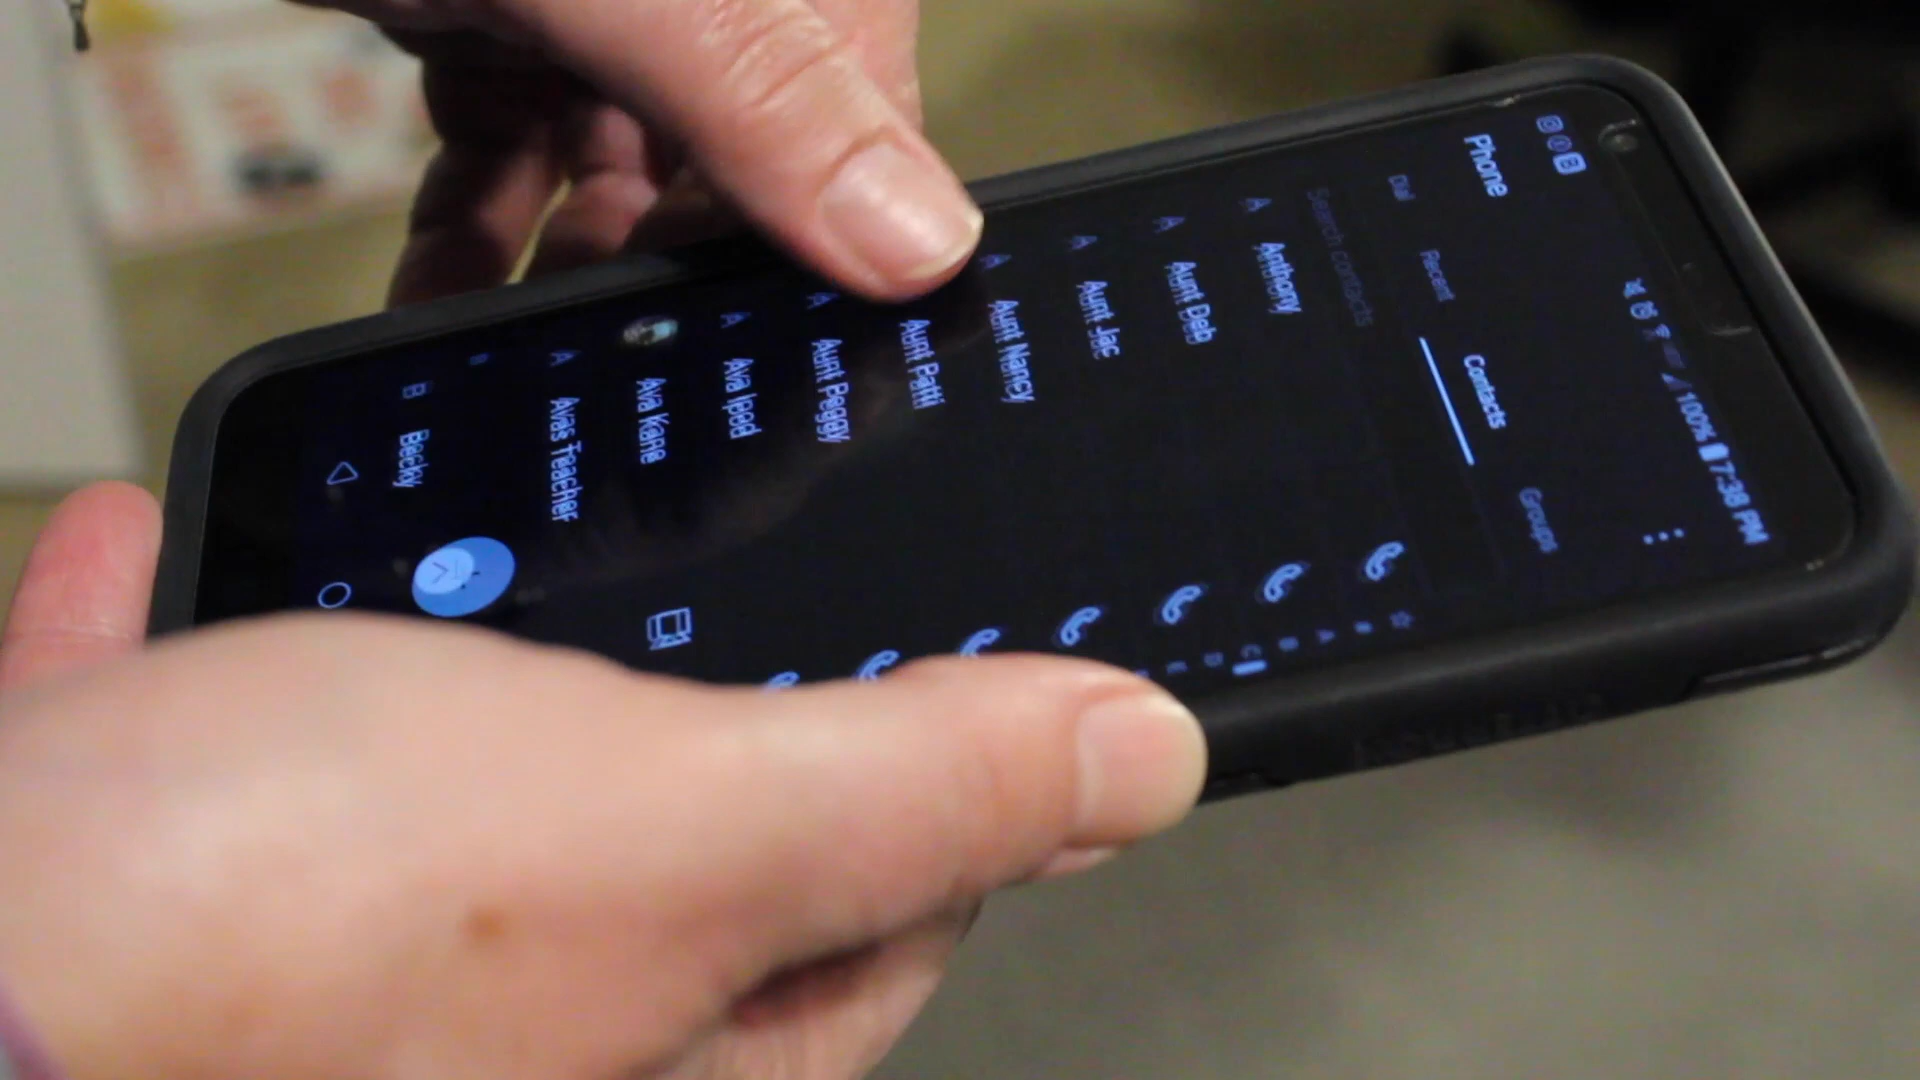 7:38 PM
100%
Phone
Dial Recent Contacts Groups
Search contacts
A Anthony
A Aunt Deb
A Aunt Jac
A Aunt Nancy
Aunt Patti
A Aunt Peggy
A Ava Ipod
Ava Kane
A Avas Teacher
B
B Becky
#
A
B
C
D
E